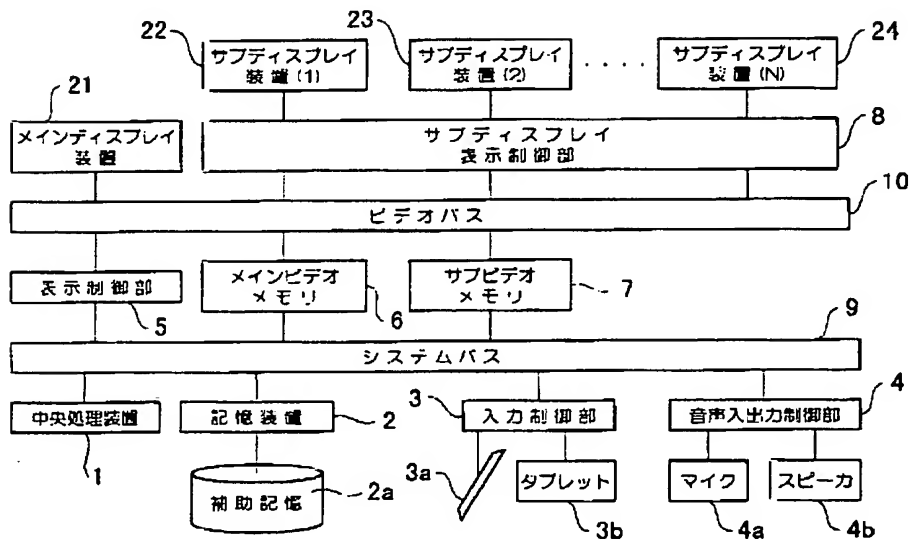 22
サブディスプレイ
装置(1)
23
サブディスプレイ
装置(2)
‥‥
サブディスプレイ
装置(N)
24
21
メインディスプレイ
装置
サブディスプレイ
表示制御部
8
10
ビデオバス
表示制御部
5
メインビデオ
メモリ
6
サブビデオ
メモリ
7
9
システムバス
中央処理装置
1
記憶装置
2
3
入力制御部
4
音声入出力制御部
補助記憶
2a
3a
タブレット
3b
マイク
4a
スピーカ
4b